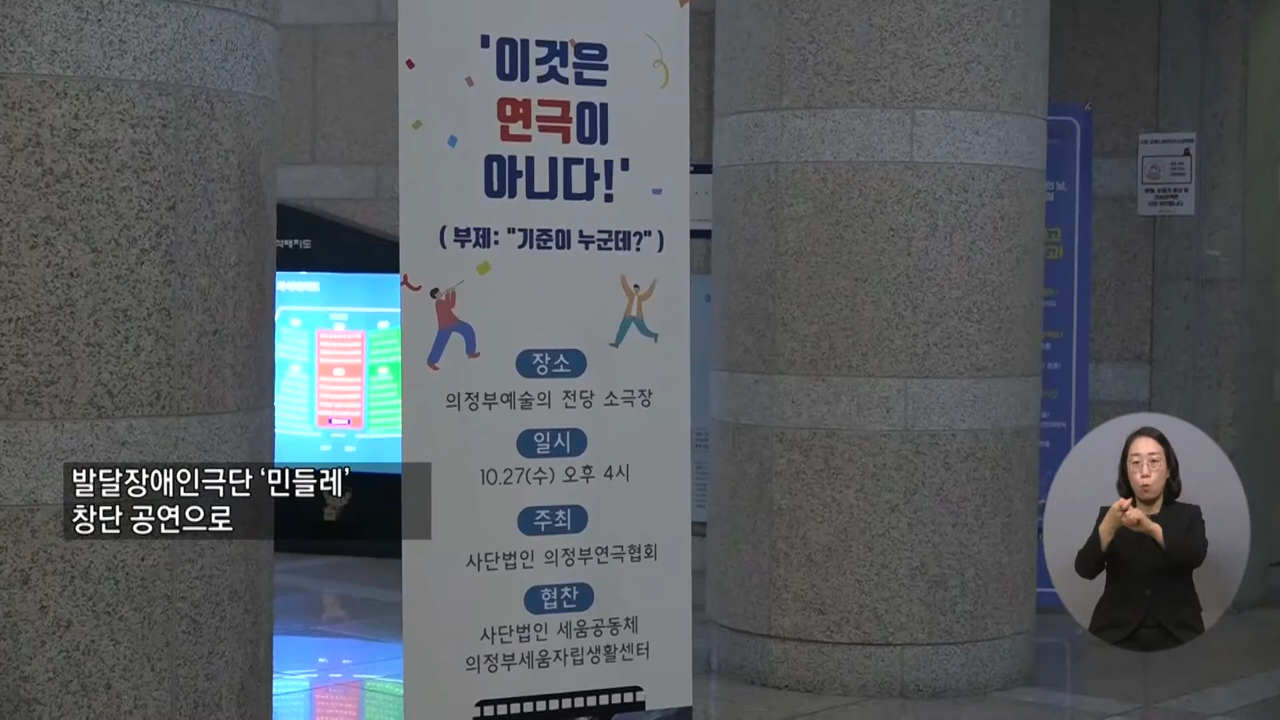 '이것은
연극이
아니다!'
( 부제: "기준이 누군데?" )
장소
의정부예술의 전당 소극장
일시
10.27(수) 오후 4시
주최
사단법인 의정부연극협회
협찬
사단법인 세움공동체
의정부세움자립생활센터
발달장애인극단 ‘민들레’
창단 공연으로